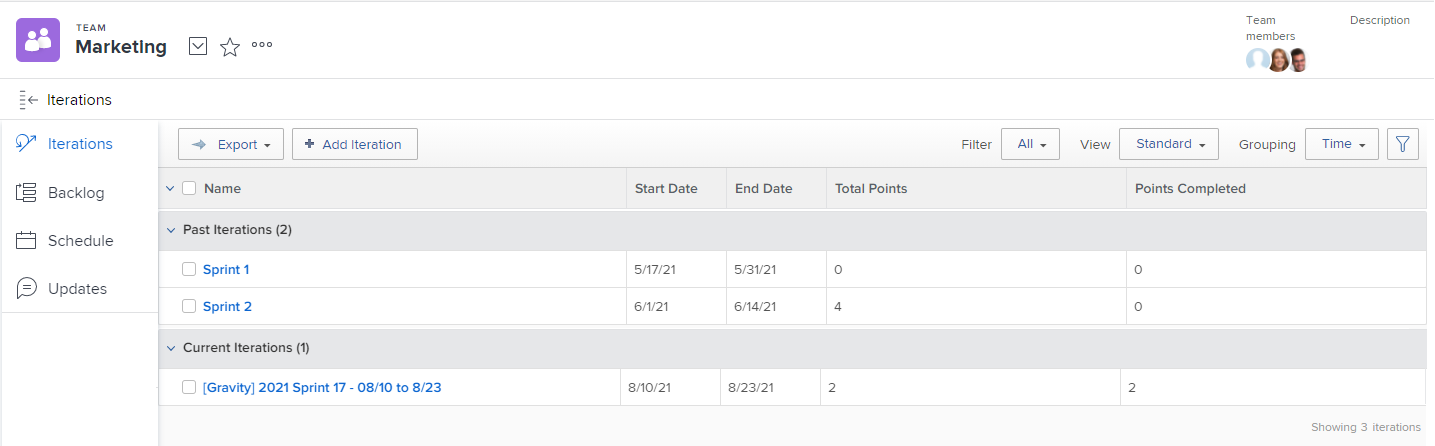 TEAM
Marketing
Team members
Description
Iterations
Iterations
Backlog
Schedule
Updates
Export
Add Iteration
Filter All View Standard Grouping Time
Name Start Date End Date Total Points Points Completed
Past Iterations (2)
Sprint 1 5/17/21 5/31/21 0 0
Sprint 2 6/1/21 6/14/21 4 0
Current Iterations (1)
[Gravity] 2021 Sprint 17 - 08/10 to 8/23 8/10/21 8/23/21 2 2
Showing 3 iterations